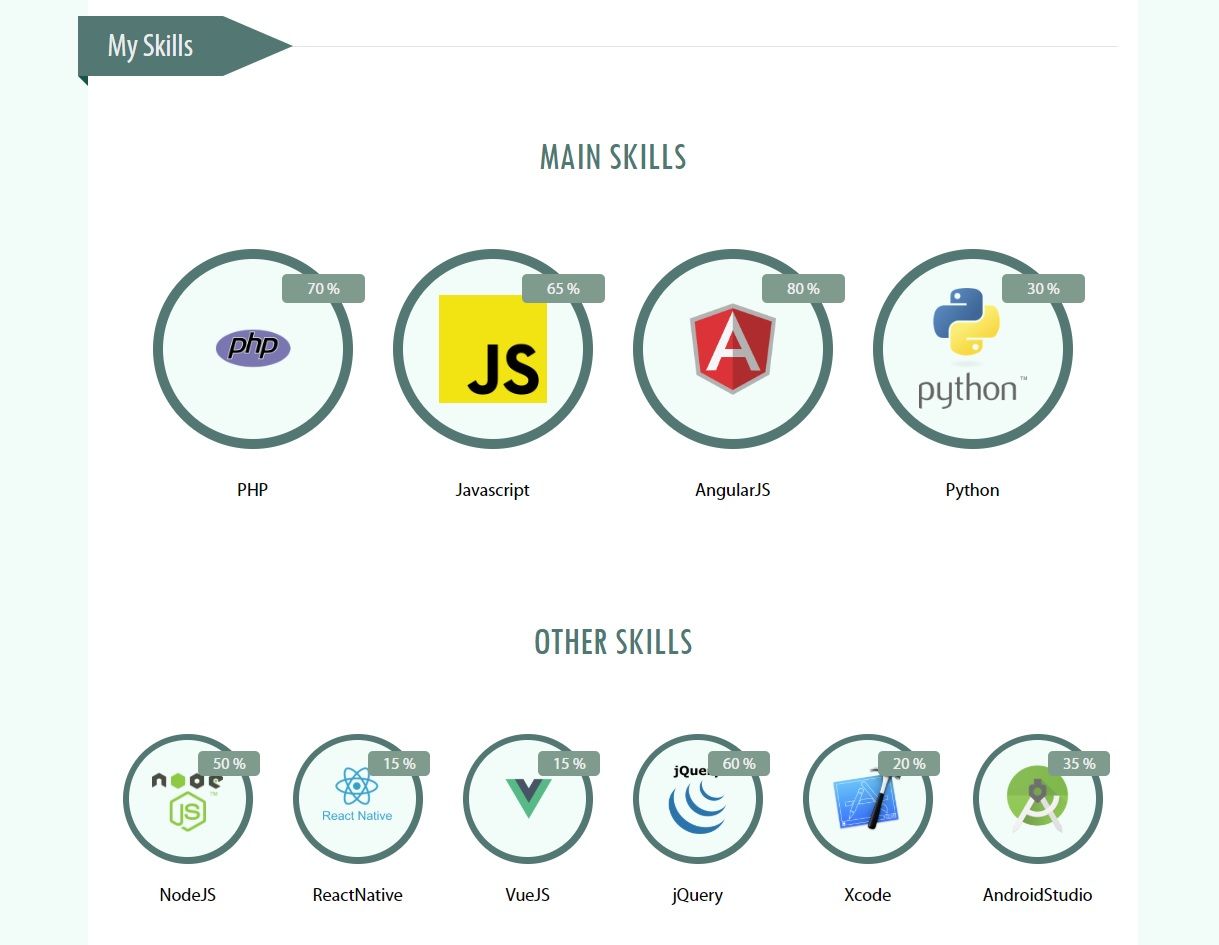 My Skills
MAIN SKILLS
70 %
65 %
80 %
30 %
php
JS
A
python™
PHP
Javascript
AngularJS
Python
OTHER SKILLS
50 %
15 %
15 %
60 %
20 %
35 %
node
JS™
React Native
jQuery
NodeJS
ReactNative
VueJS
jQuery
Xcode
AndroidStudio